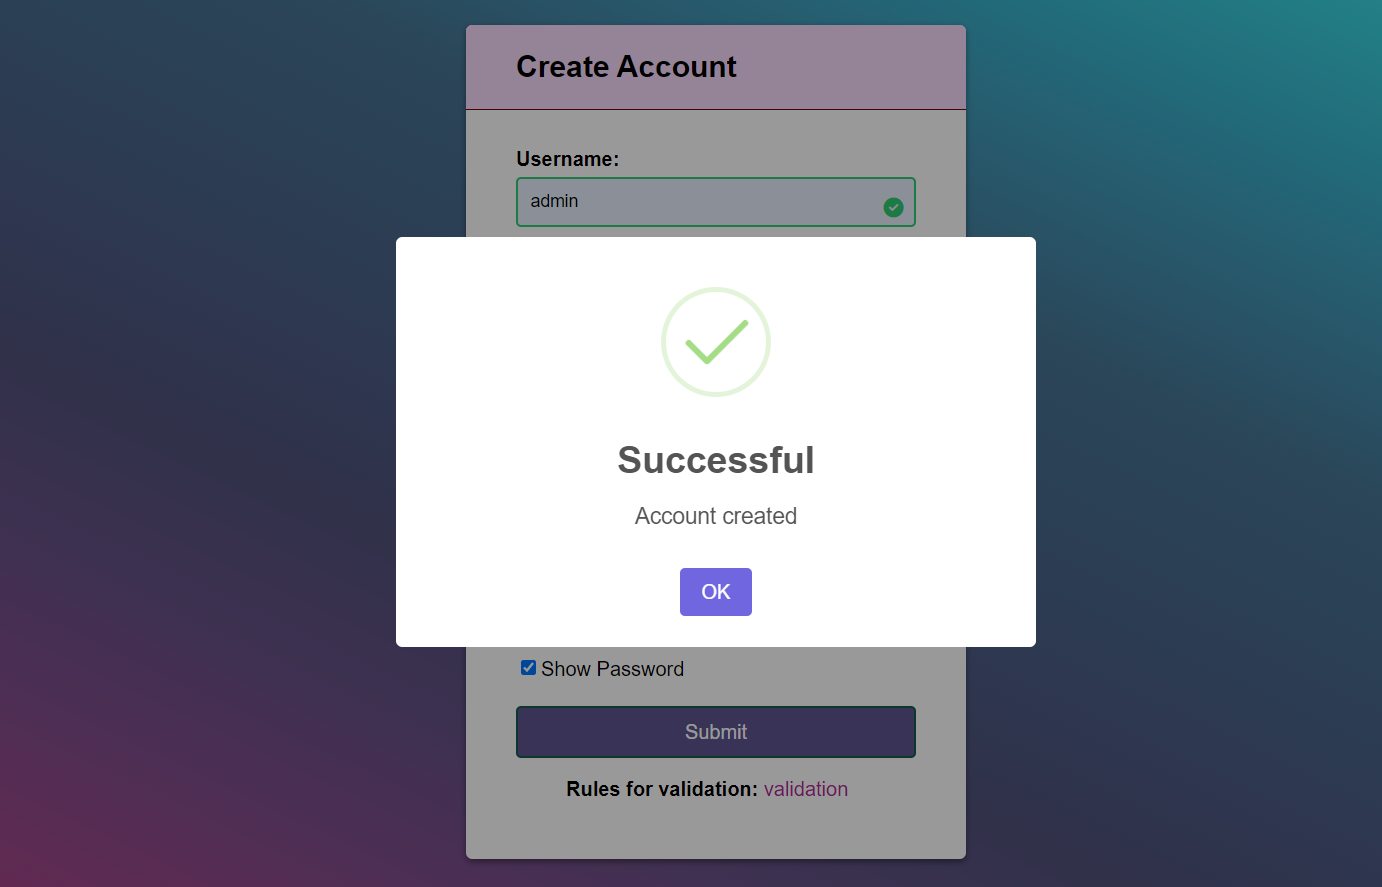 Create Account
Username:
admin
Successful
Account created
OK
Show Password
Submit
Rules for validation: validation